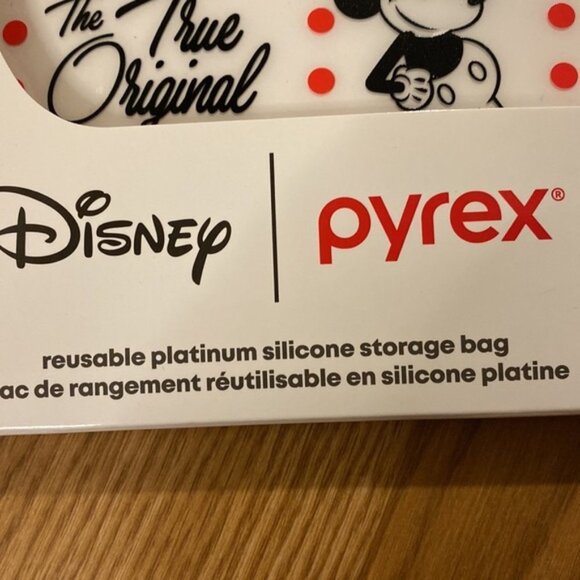 The True
Original
Disney
pyrex®
reusable platinum silicone storage bag
ac de rangement réutilisable en silicone platine